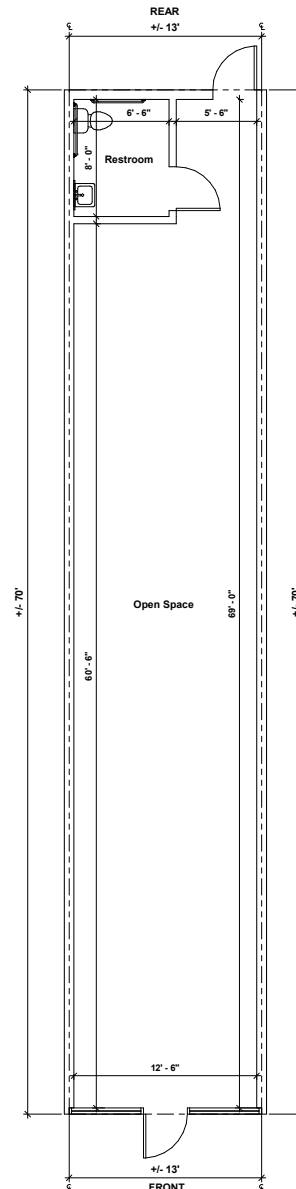 REAR
℄ ℄
+/- 13'
6' - 6" 5' - 6"
8' - 0"
Restroom
+/- 70'
+/- 70'
Open Space
69' - 0"
60' - 6"
12' - 6"
+/- 13'
℄ ℄
FRONT